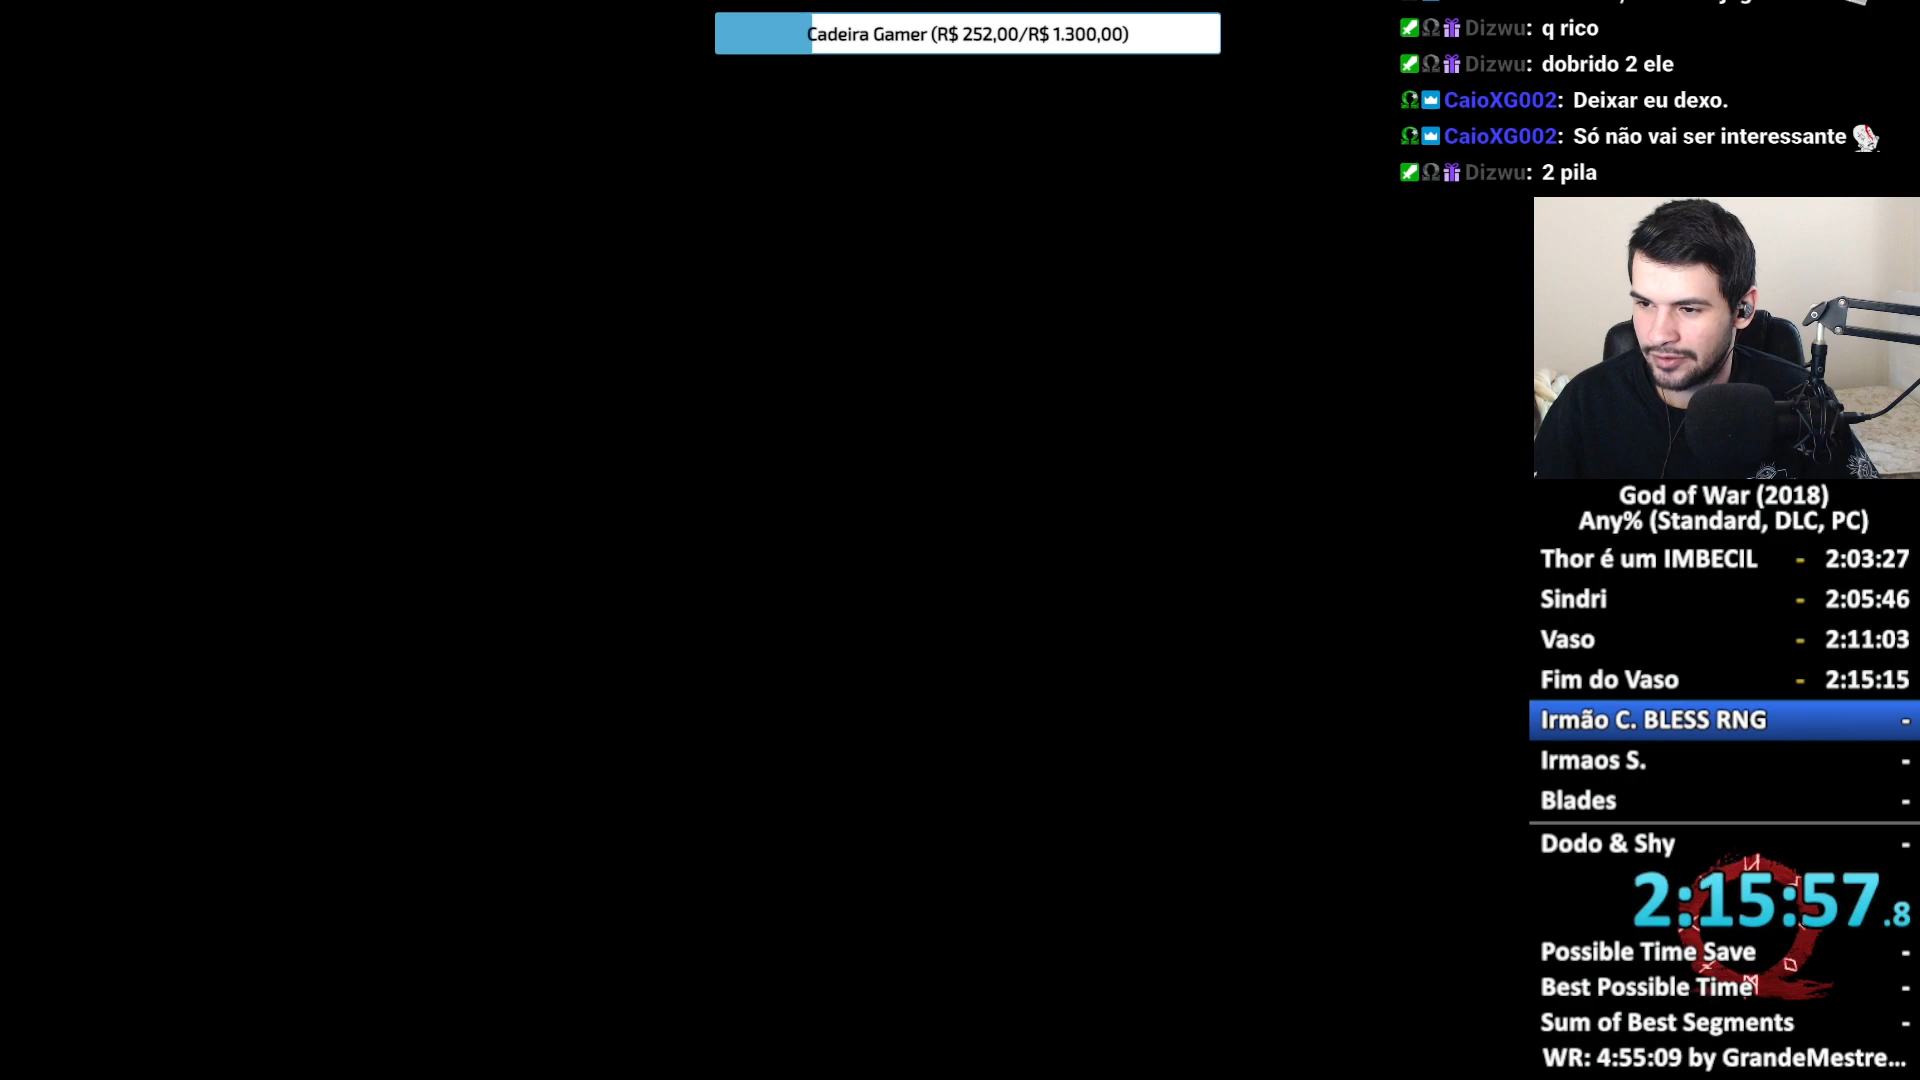 Cadeira Gamer (R$ 252,00/R$ 1.300,00)
Dizwu: q rico
Dizwu: dobrido 2 ele
CaioXG002: Deixar eu dexo.
CaioXG002: Só não vai ser interessante
Dizwu: 2 pila
God of War (2018)
Any% (Standard, DLC, PC)
Thor é um IMBECIL - 2:03:27
Sindri - 2:05:46
Vaso - 2:11:03
Fim do Vaso - 2:15:15
Irmão C. BLESS RNG -
Irmaos S. -
Blades -
Dodo & Shy -
2:15:57.8
Possible Time Save -
Best Possible Time -
Sum of Best Segments -
WR: 4:55:09 by GrandeMestre...